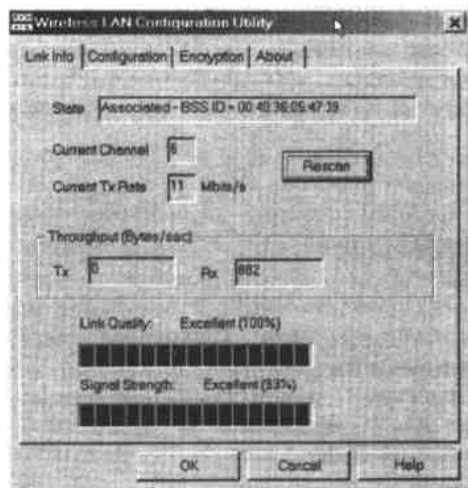 Wireless LAN Configuration Utility
Link Info Configuration Encryption About
State Associated - BSS ID = 00:40:36:05:47:39
Current Channel 6
Rescan
Current Tx Rate 11 Mbits/s
Throughput (Bytes/sec)
Tx 0 Rx 882
Link Quality: Excellent (100%)
Signal Strength: Excellent (93%)
OK Cancel Help